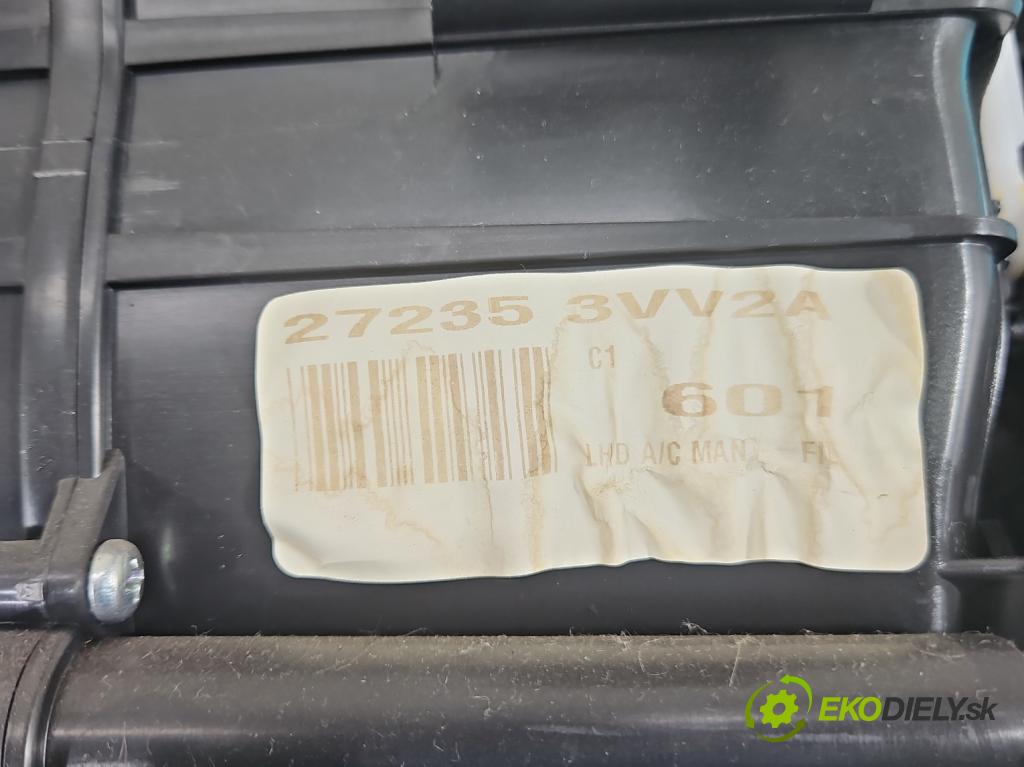 27235 3VV2A
C1
601
LHD A/C MAN
EKODIELY.sk